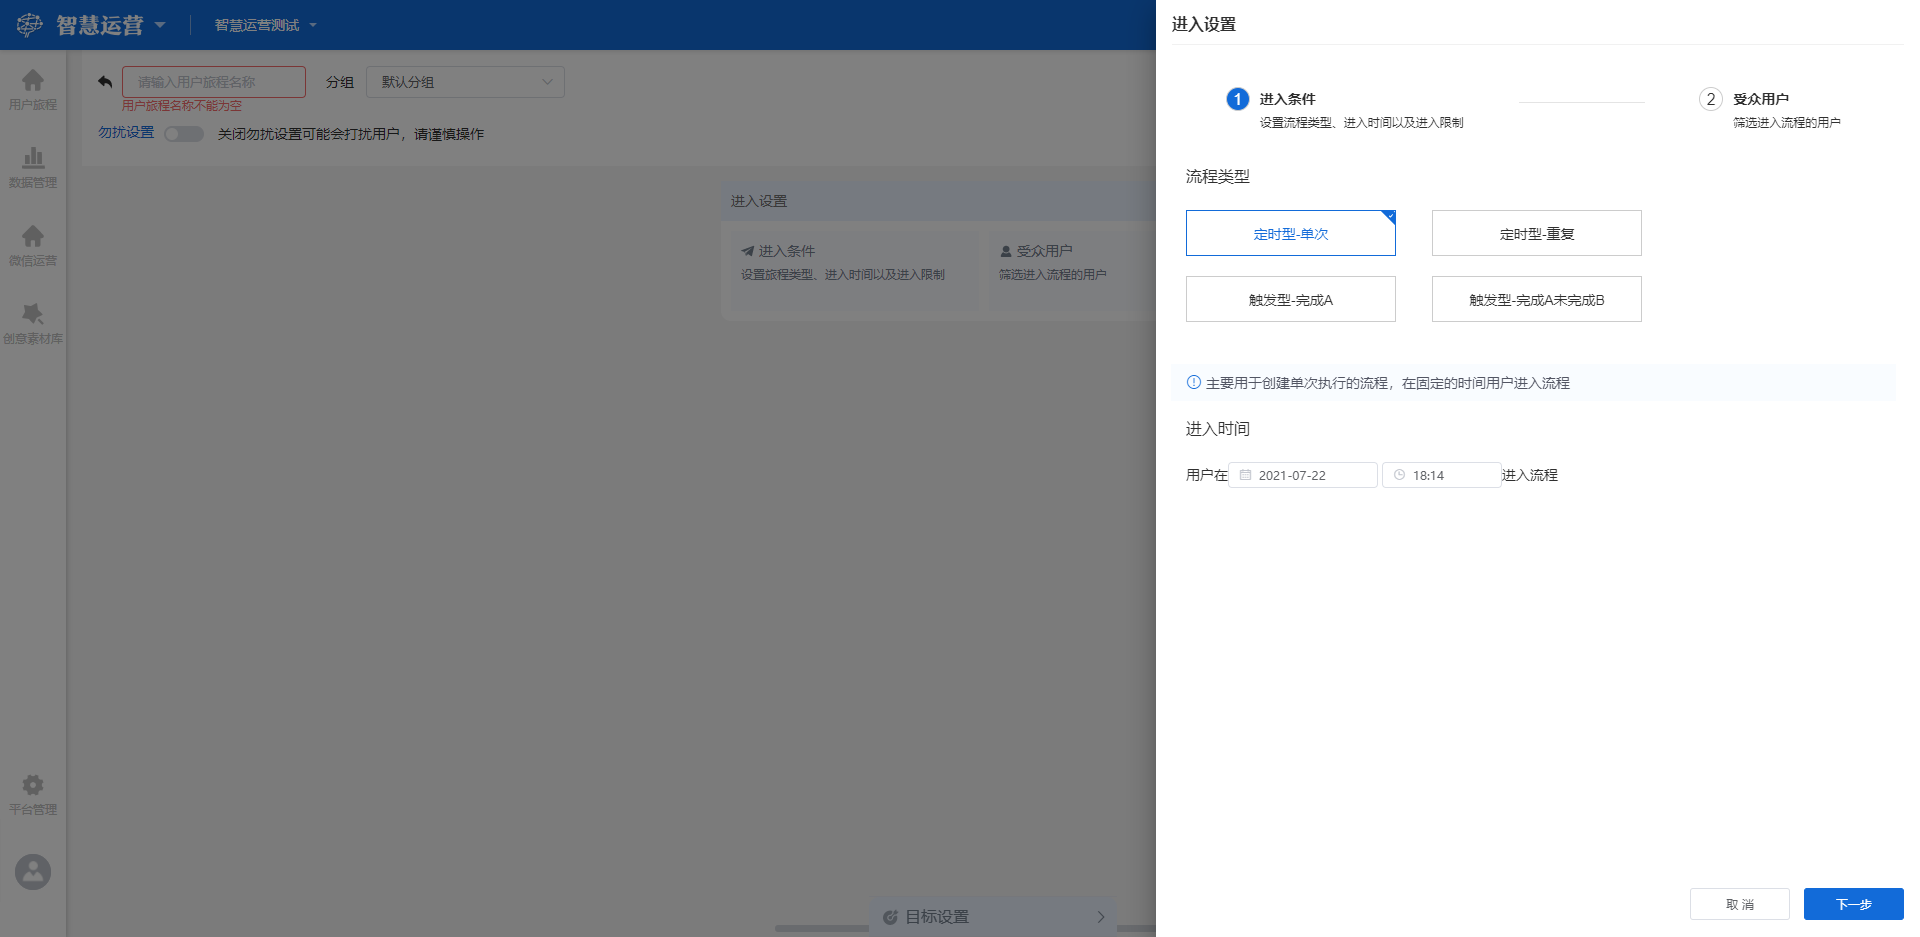 智慧运营
智慧运营测试
用户旅程
数据管理
微信运营
创意素材库
平台管理
请输入用户旅程名称
分组
默认分组
用户旅程名称不能为空
勿扰设置
关闭勿扰设置可能会打扰用户，请谨慎操作
进入设置
进入条件
设置旅程类型、进入时间以及进入限制
受众用户
筛选进入流程的用户
目标设置
进入设置
1
进入条件
设置流程类型、进入时间以及进入限制
2
受众用户
筛选进入流程的用户
流程类型
定时型-单次
定时型-重复
触发型-完成A
触发型-完成A未完成B
主要用于创建单次执行的流程，在固定的时间用户进入流程
进入时间
用户在 2021-07-22 18:14 进入流程
取消
下一步